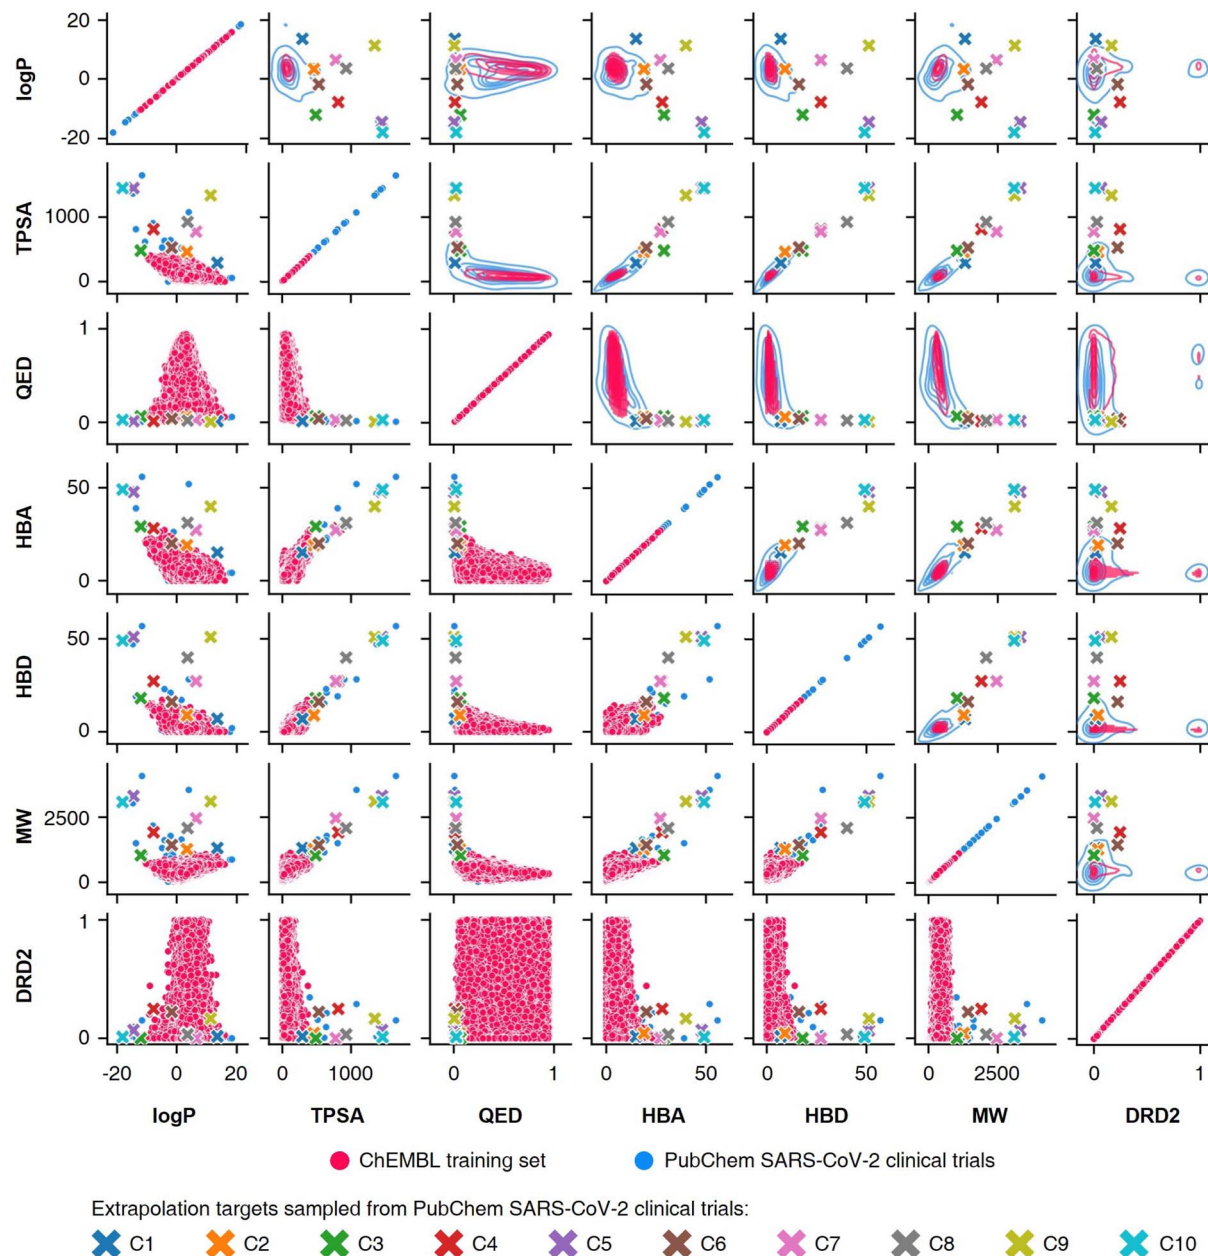 20
logP
0
-20
TPSA
1000
0
1
QED
0
50
HBA
0
50
HBD
0
MW
2500
0
1
DRD2
0
-20 0 20 0 1000 0 1 0 50 0 50 0 2500 0 1
logP TPSA QED HBA HBD MW DRD2
ChEMBL training set PubChem SARS-CoV-2 clinical trials
Extrapolation targets sampled from PubChem SARS-CoV-2 clinical trials:
C1 C2 C3 C4 C5 C6 C7 C8 C9 C10